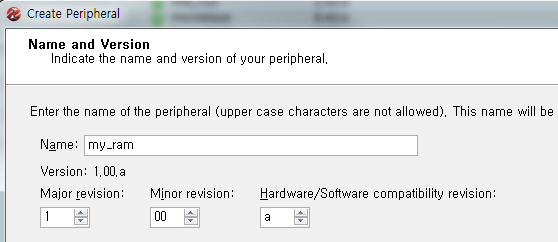 Create Peripheral
Name and Version
Indicate the name and version of your peripheral.
Enter the name of the peripheral (upper case characters are not allowed). This name will be
Name: my_ram
Version: 1.00.a
Major revision: Minor revision: Hardware/Software compatibility revision:
1 00 a